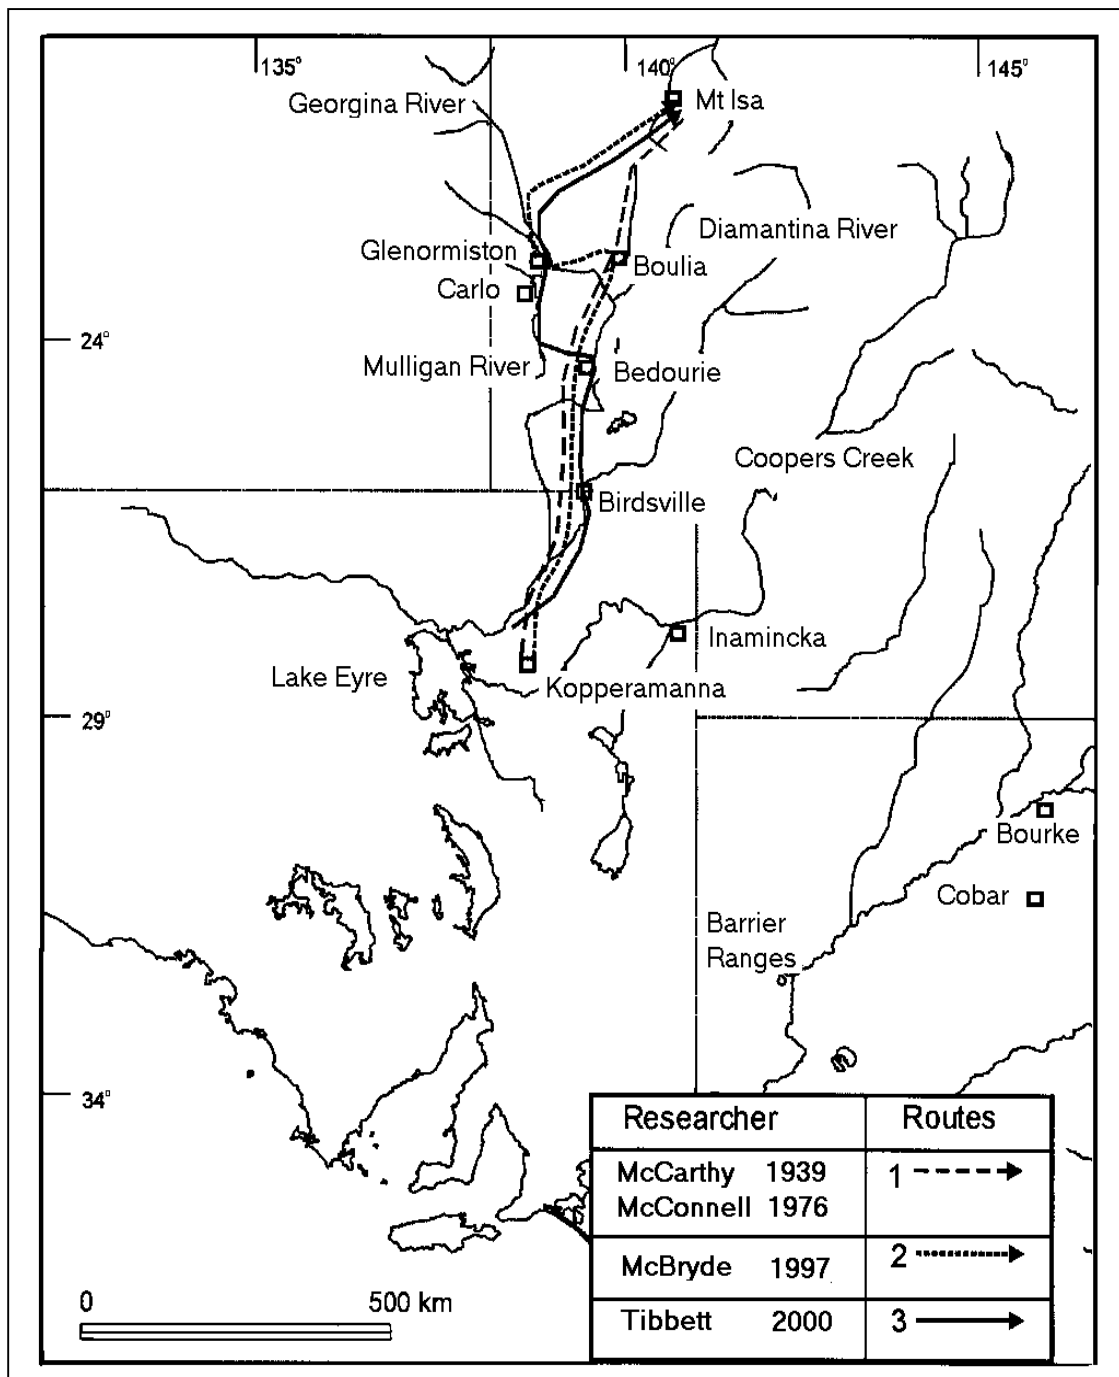 135°
140°
145°
Georgina River
Mt Isa
Diamantina River
Glenormiston
Boulia
Carlo
24°
Mulligan River
Bedourie
Coopers Creek
Birdsville
Inamincka
Lake Eyre
Kopperamanna
29°
Bourke
Cobar
Barrier
Ranges
34°
Researcher Routes
McCarthy 1939 1
McConnell 1976
McBryde 1997 2
Tibbett 2000 3
0 500 km